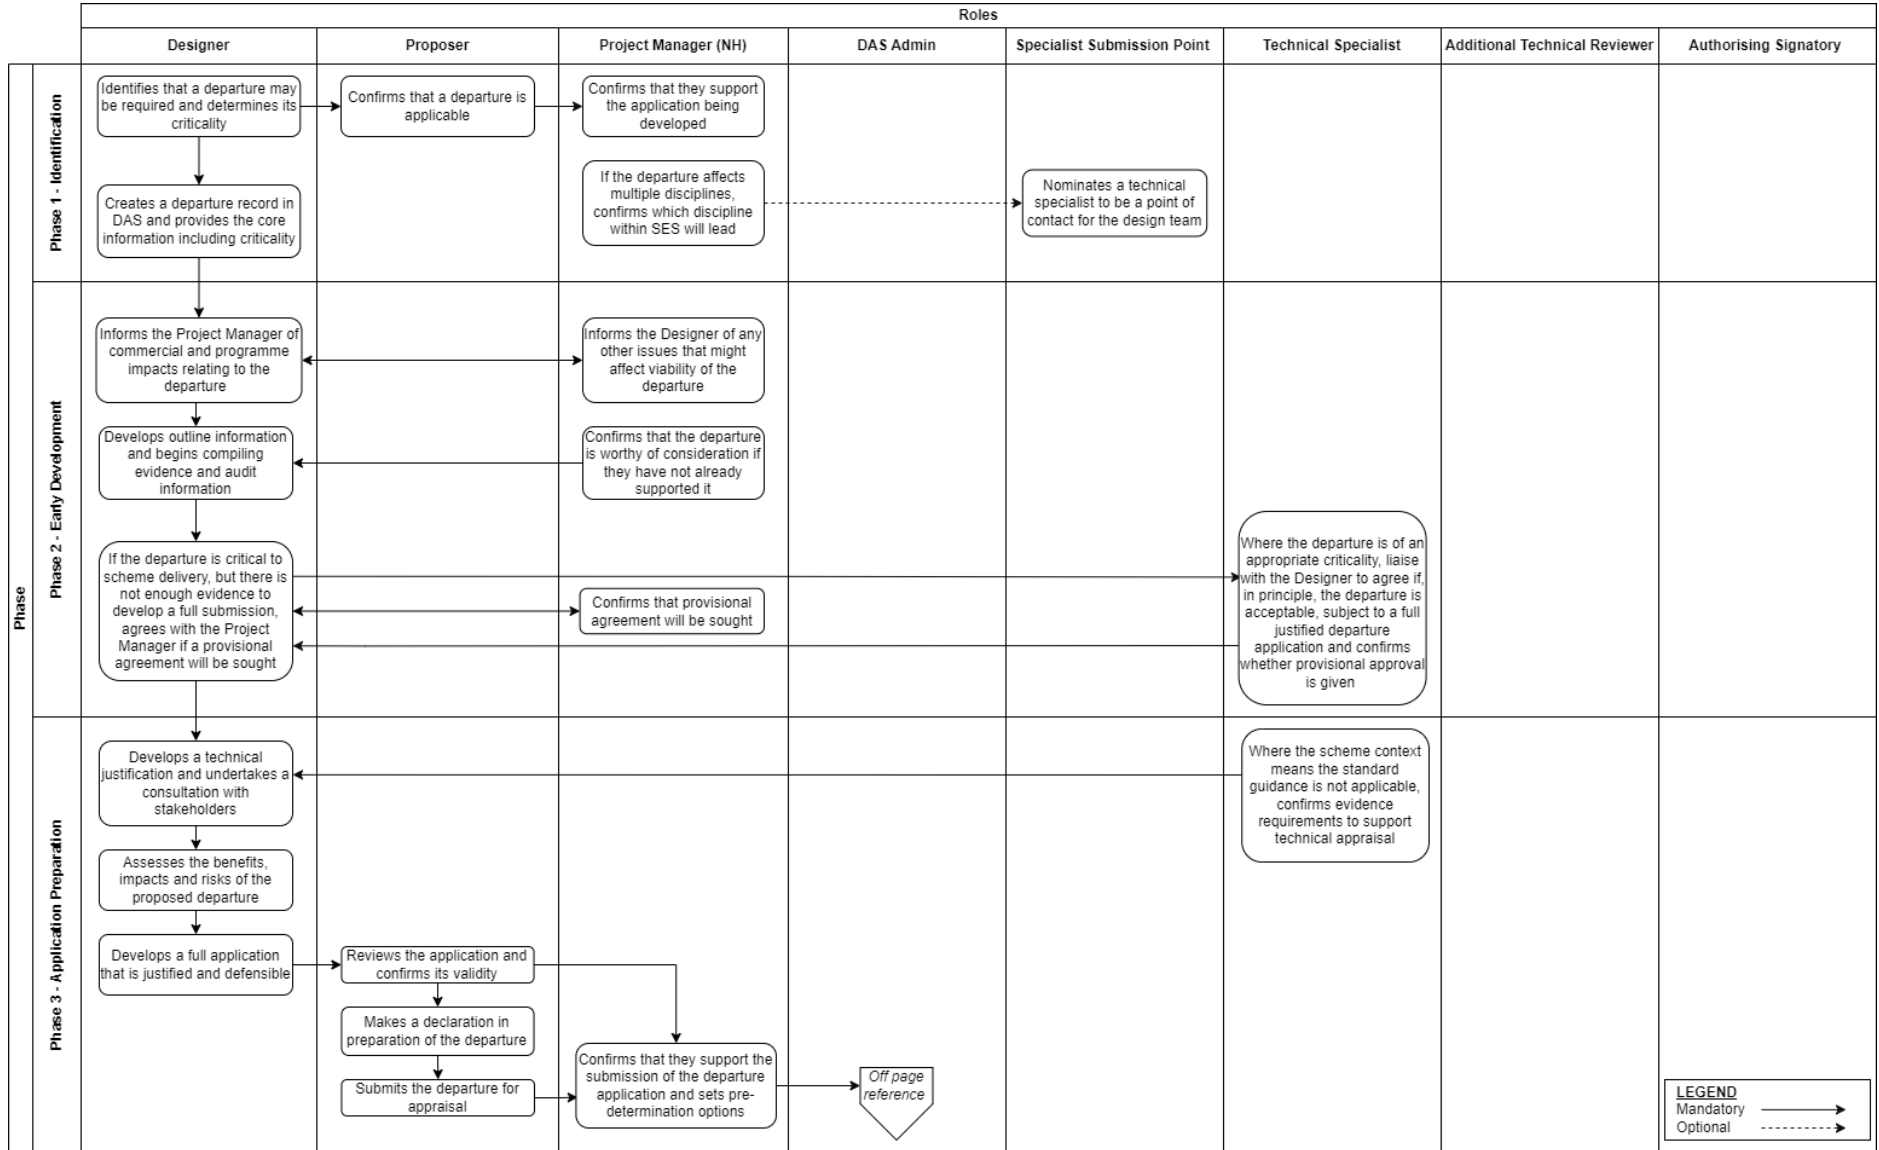 Roles
Designer
Proposer
Project Manager (NH)
DAS Admin
Specialist Submission Point
Technical Specialist
Additional Technical Reviewer
Authorising Signatory
Phase
Phase 1 - Identification
Identifies that a departure may
be required and determines its
criticality
Confirms that a departure is
applicable
Confirms that they support
the application being
developed
Creates a departure record in
DAS and provides the core
information including criticality
If the departure affects
multiple disciplines,
confirms which discipline
within SES will lead
Nominates a technical
specialist to be a point of
contact for the design team
Phase 2 - Early Development
Informs the Project Manager of
commercial and programme
impacts relating to the
departure
Informs the Designer of any
other issues that might
affect viability of the
departure
Develops outline information
and begins compiling
evidence and audit
information
Confirms that the departure
is worthy of consideration if
they have not already
supported it
If the departure is critical to
scheme delivery, but there is
not enough evidence to
develop a full submission,
agrees with the Project
Manager if a provisional
agreement will be sought
Confirms that provisional
agreement will be sought
Where the departure is of an
appropriate criticality, liaise
with the Designer to agree if,
in principle, the departure is
acceptable, subject to a full
justified departure
application and confirms
whether provisional approval
is given
Phase 3 - Application Preparation
Develops a technical
justification and undertakes a
consultation with
stakeholders
Where the scheme context
means the standard
guidance is not applicable,
confirms evidence
requirements to support
technical appraisal
Assesses the benefits,
impacts and risks of the
proposed departure
Develops a full application
that is justified and defensible
Reviews the application and
confirms its validity
Makes a declaration in
preparation of the departure
Submits the departure for
appraisal
Confirms that they support the
submission of the departure
application and sets pre-
determination options
Off page
reference
LEGEND
Mandatory
Optional